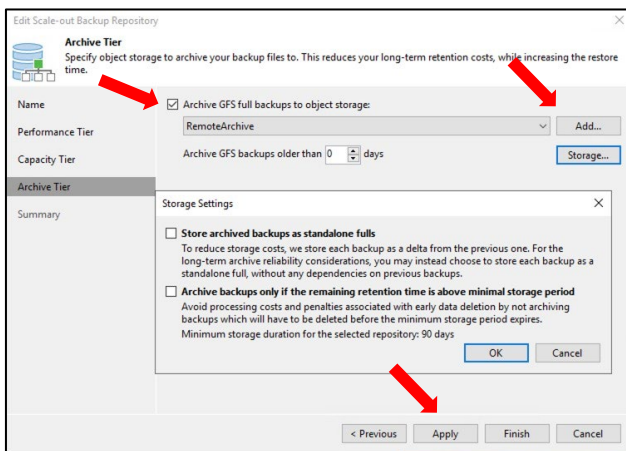 Edit Scale-out Backup Repository
Archive Tier
Specify object storage to archive your backup files to. This reduces your long-term retention costs, while increasing the restore
time.
Name
Performance Tier
Capacity Tier
Archive Tier
Summary
Archive GFS full backups to object storage:
RemoteArchive
Add...
Archive GFS backups older than 0 days
Storage...
Storage Settings
Store archived backups as standalone fulls
To reduce storage costs, we store each backup as a delta from the previous one. For the
long-term archive reliability considerations, you may instead choose to store each backup as a
standalone full, without any dependencies on previous backups.
Archive backups only if the remaining retention time is above minimal storage period
Avoid processing costs and penalties associated with early data deletion by not archiving
backups which will have to be deleted before the minimum storage period expires.
Minimum storage duration for the selected repository: 90 days
OK
Cancel
< Previous
Apply
Finish
Cancel